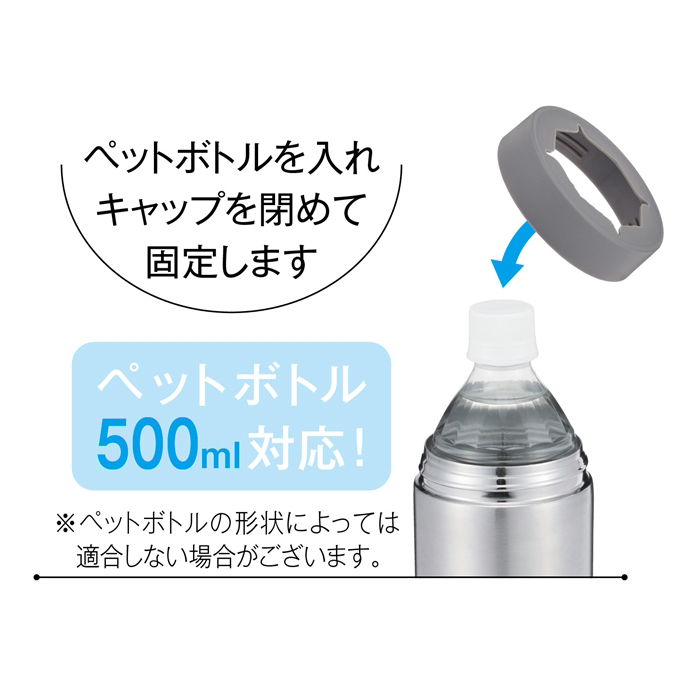 ペットボトルを入れ
キャップを閉めて
固定します
ペットボトル
500ml対応！
※ペットボトルの形状によっては
適合しない場合がございます。